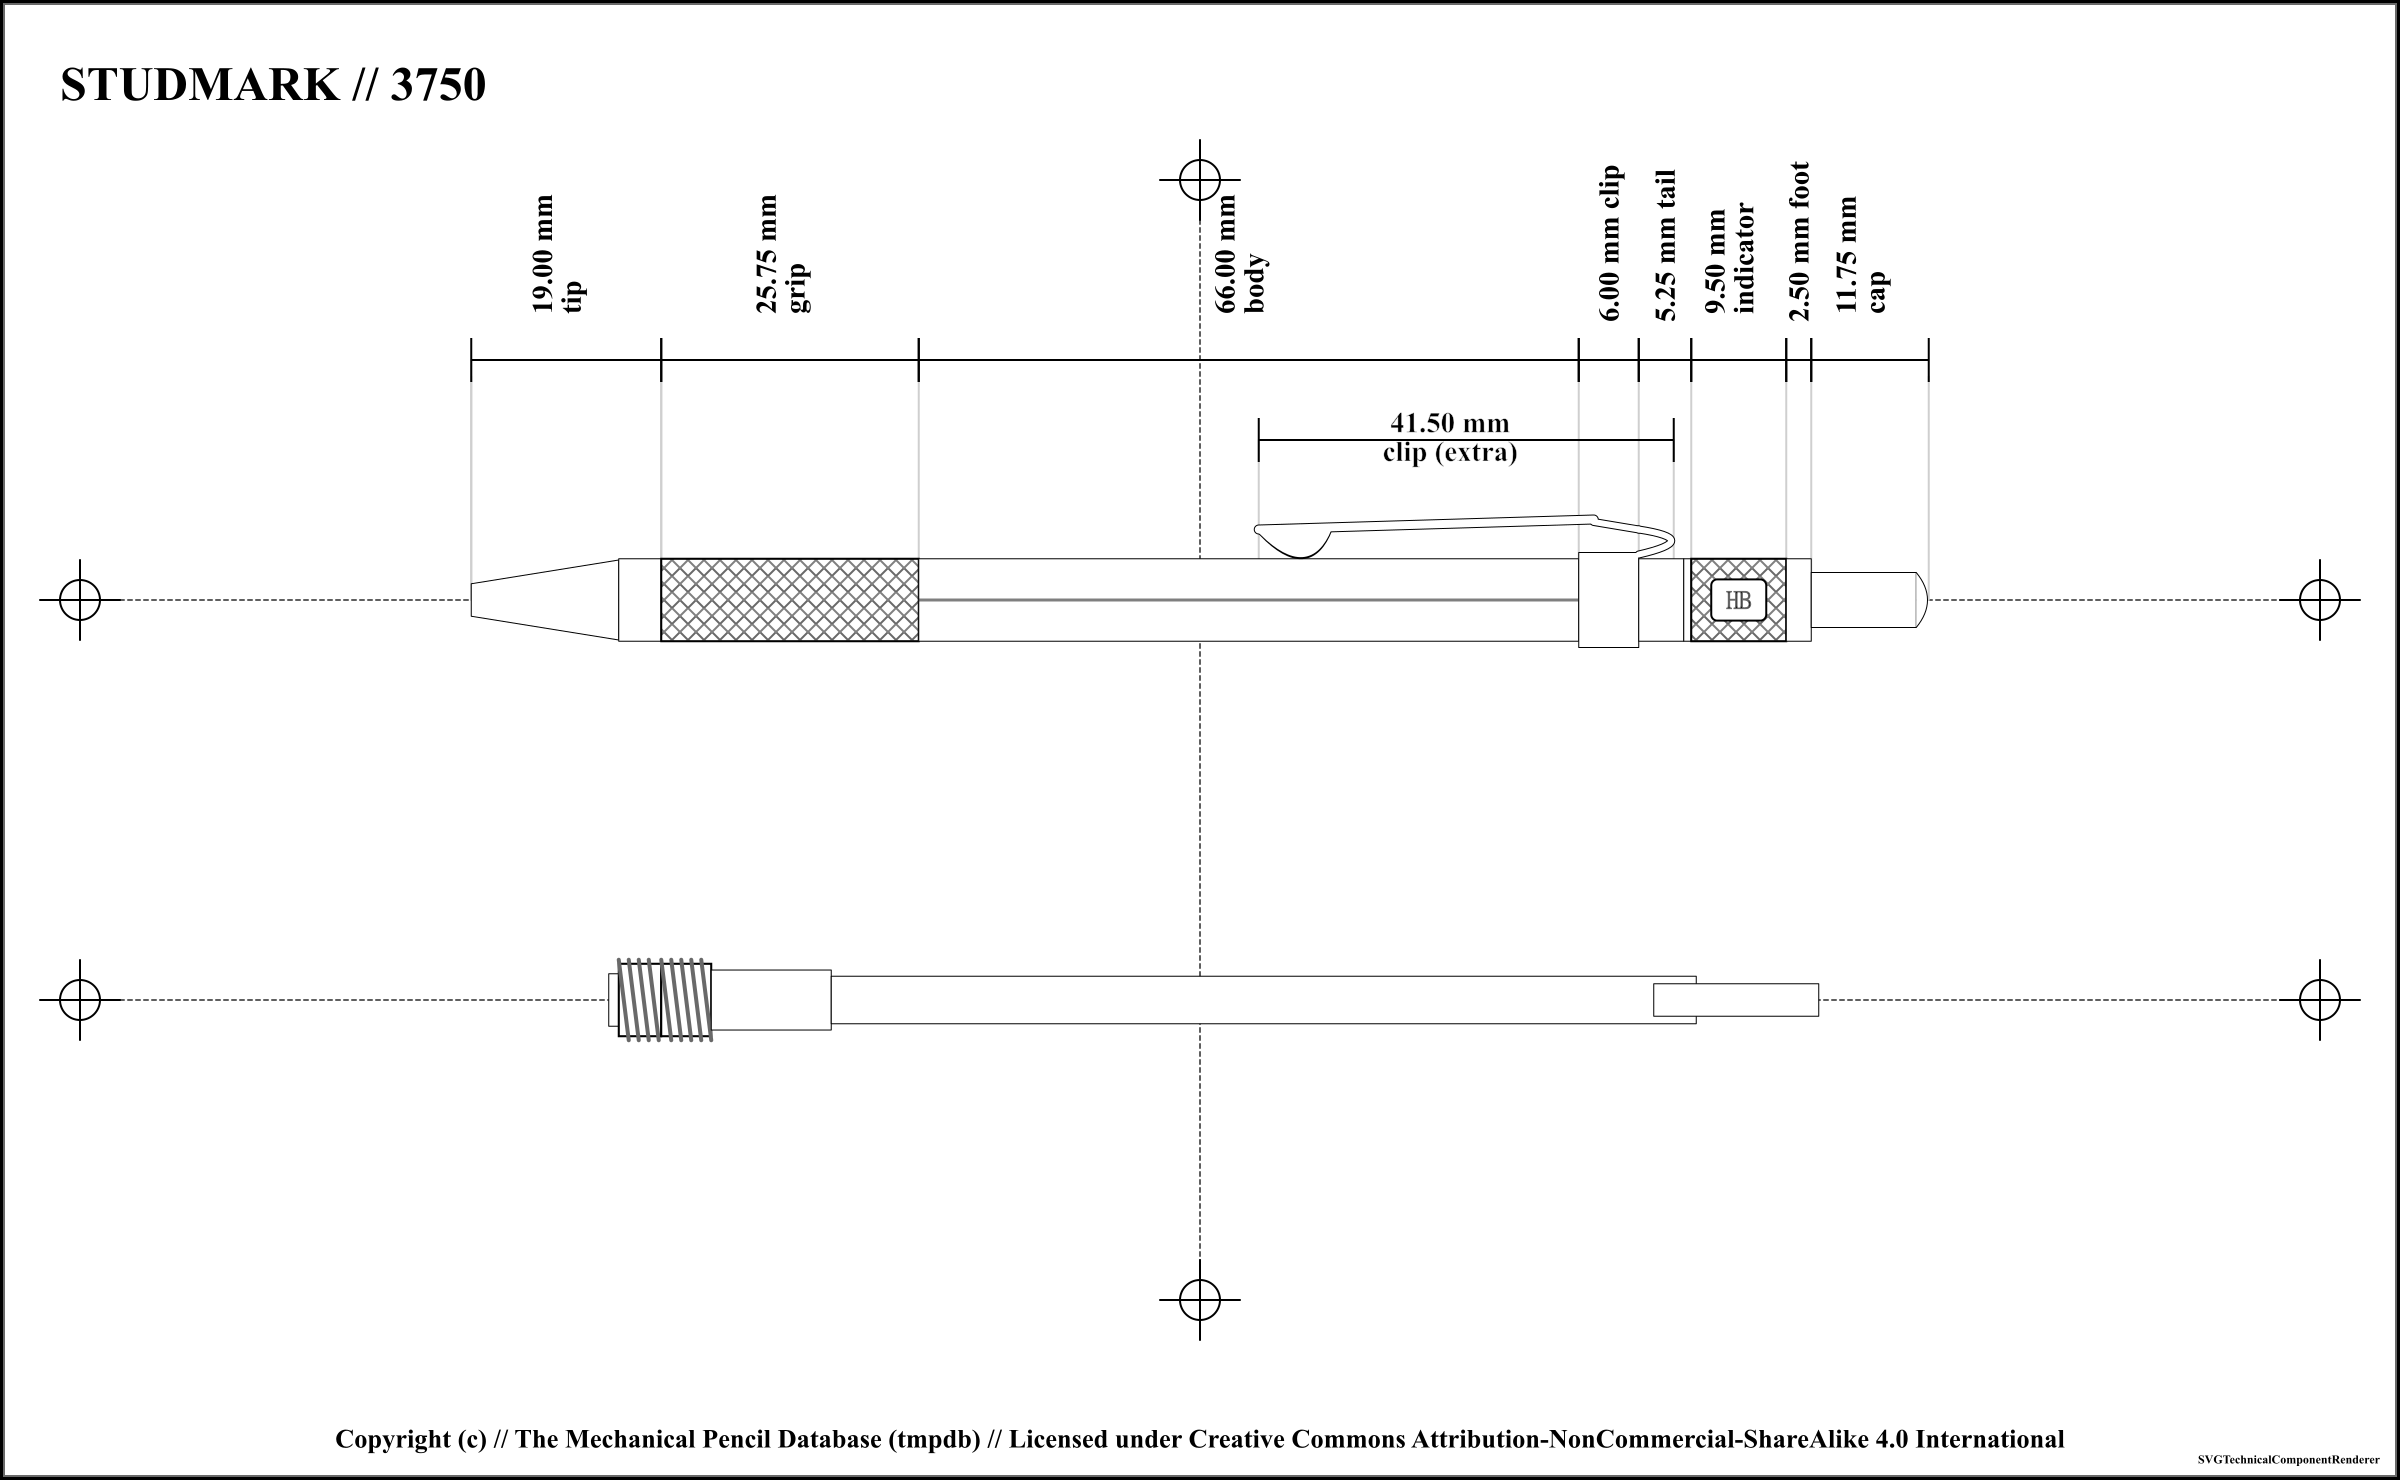 STUDMARK // 3750
19.00 mm
tip
25.75 mm
grip
66.00 mm
body
6.00 mm clip
5.25 mm tail
9.50 mm
indicator
2.50 mm foot
11.75 mm
cap
41.50 mm
clip (extra)
HB
Copyright (c) // The Mechanical Pencil Database (tmpdb) // Licensed under Creative Commons Attribution-NonCommercial-ShareAlike 4.0 International
SVGTechnicalComponentRenderer